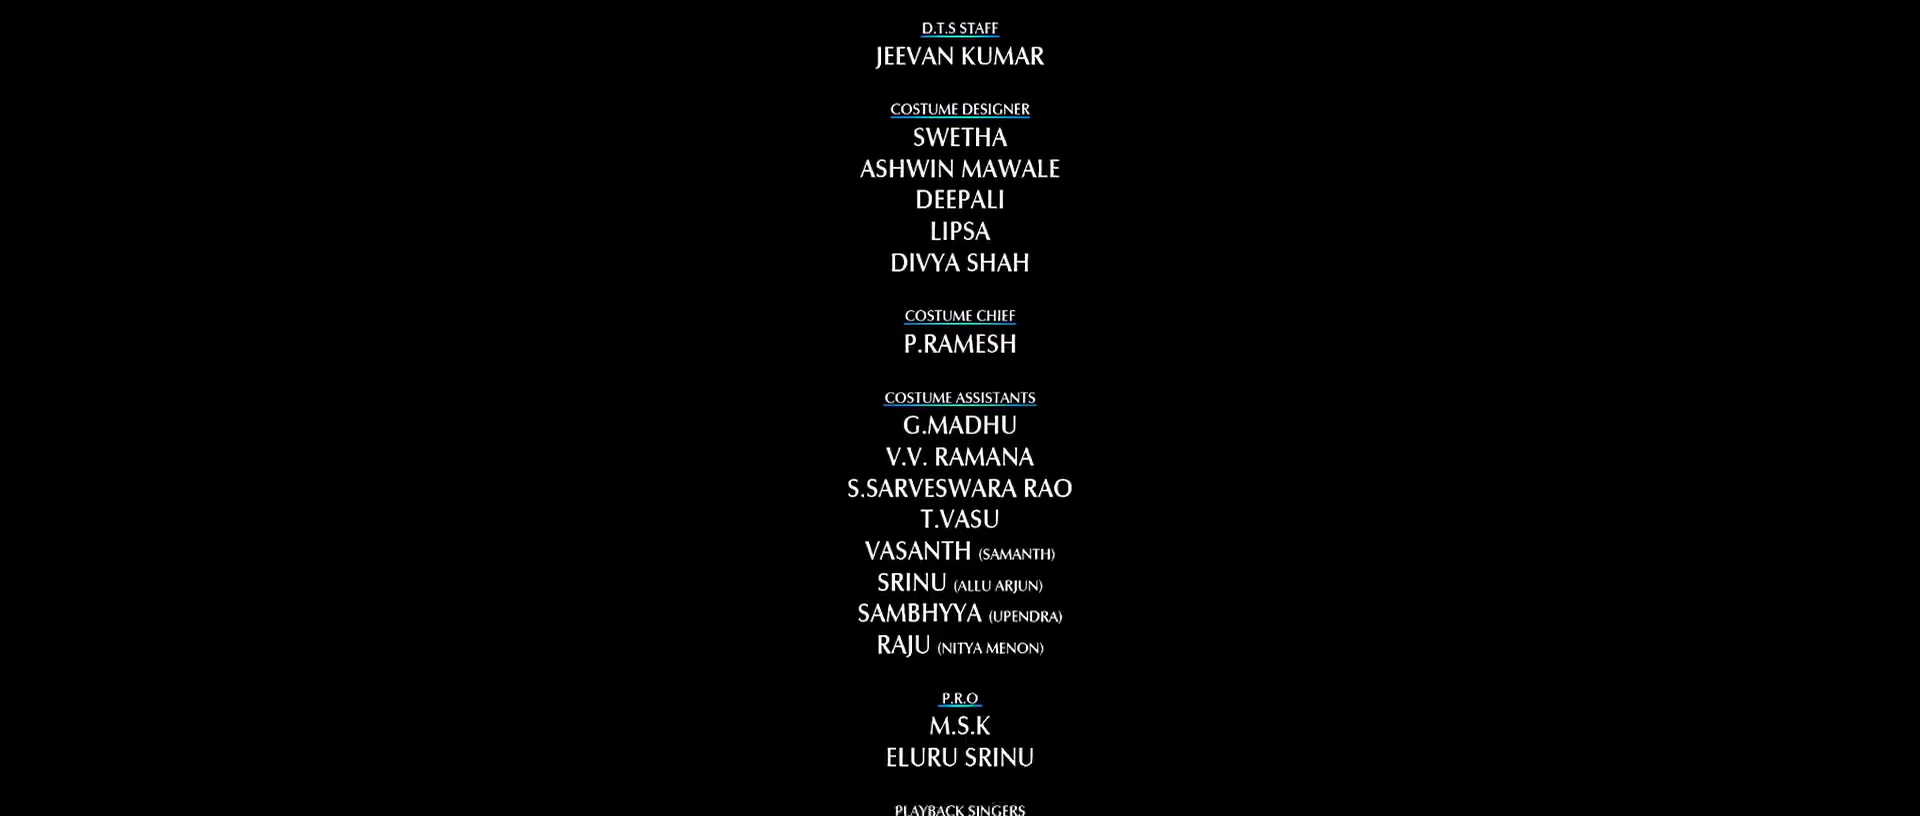 D.T.S STAFF
JEEVAN KUMAR
COSTUME DESIGNER
SWETHA
ASHWIN MAWALE
DEEPALI
LIPSA
DIVYA SHAH
COSTUME CHIEF
P.RAMESH
COSTUME ASSISTANTS
G.MADHU
V.V. RAMANA
S.SARVESWARA RAO
T.VASU
VASANTH (SAMANTH)
SRINU (ALLU ARJUN)
SAMBHYYA (UPENDRA)
RAJU (NITYA MENON)
P.R.O
M.S.K
ELURU SRINU
PLAYBACK SINGERS